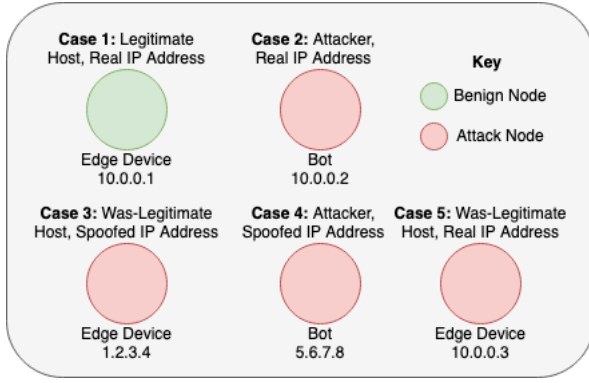 Case 1: Legitimate
Host, Real IP Address
Edge Device
10.0.0.1
Case 2: Attacker,
Real IP Address
Bot
10.0.0.2
Key
Benign Node
Attack Node
Case 3: Was-Legitimate
Host, Spoofed IP Address
Edge Device
1.2.3.4
Case 4: Attacker,
Spoofed IP Address
Bot
5.6.7.8
Case 5: Was-Legitimate
Host, Real IP Address
Edge Device
10.0.0.3